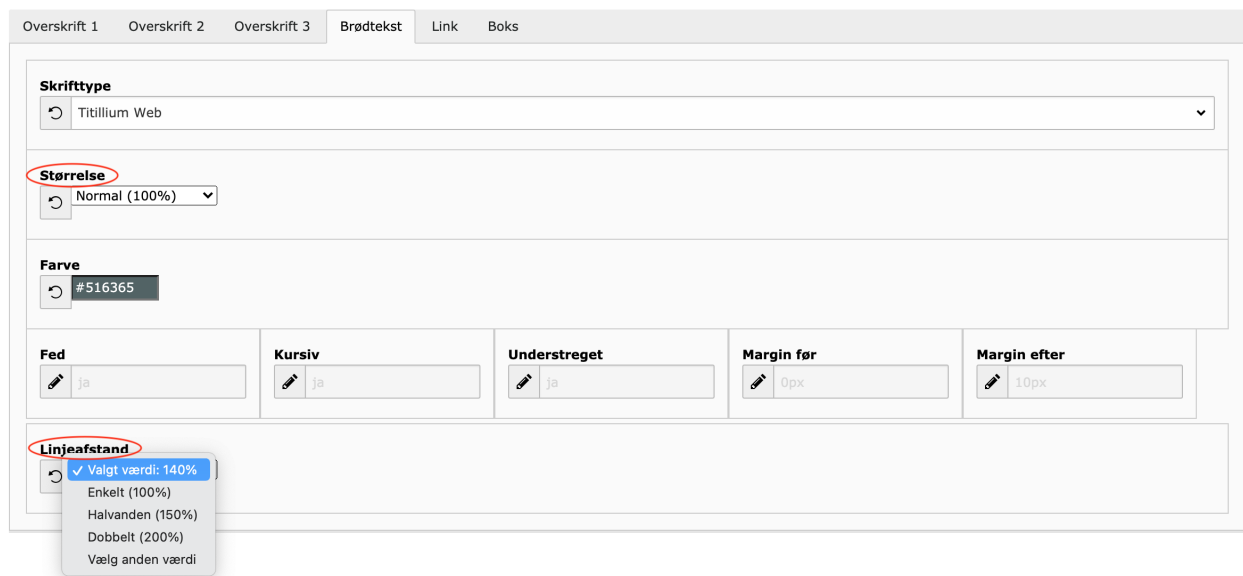 Overskrift 1 Overskrift 2 Overskrift 3 Brødtekst Link Boks
Skrifttype
Titillium Web
Størrelse
Normal (100%)
Farve
#516365
Fed Kursiv Understreget Margin før Margin efter
ja ja ja 0px 10px
Linjeafstand
✓ Valgt værdi: 140%
Enkelt (100%)
Halvanden (150%)
Dobbelt (200%)
Vælg anden værdi